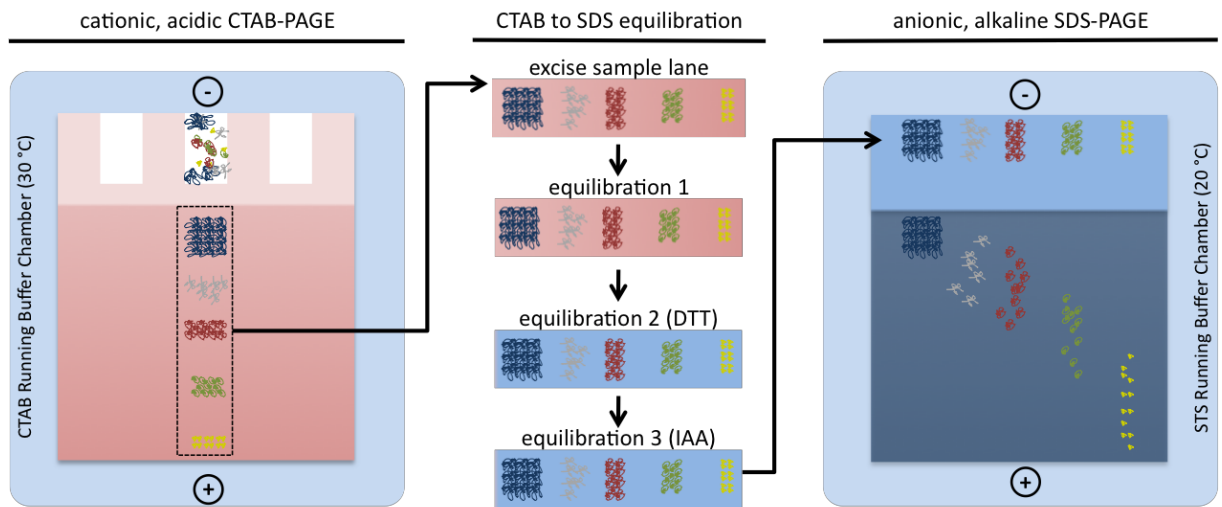 cationic, acidic CTAB-PAGE
CTAB Running Buffer Chamber (30 °C)
-
+
CTAB to SDS equilibration
excise sample lane
equilibration 1
equilibration 2 (DTT)
equilibration 3 (IAA)
anionic, alkaline SDS-PAGE
-
+
STS Running Buffer Chamber (20 °C)